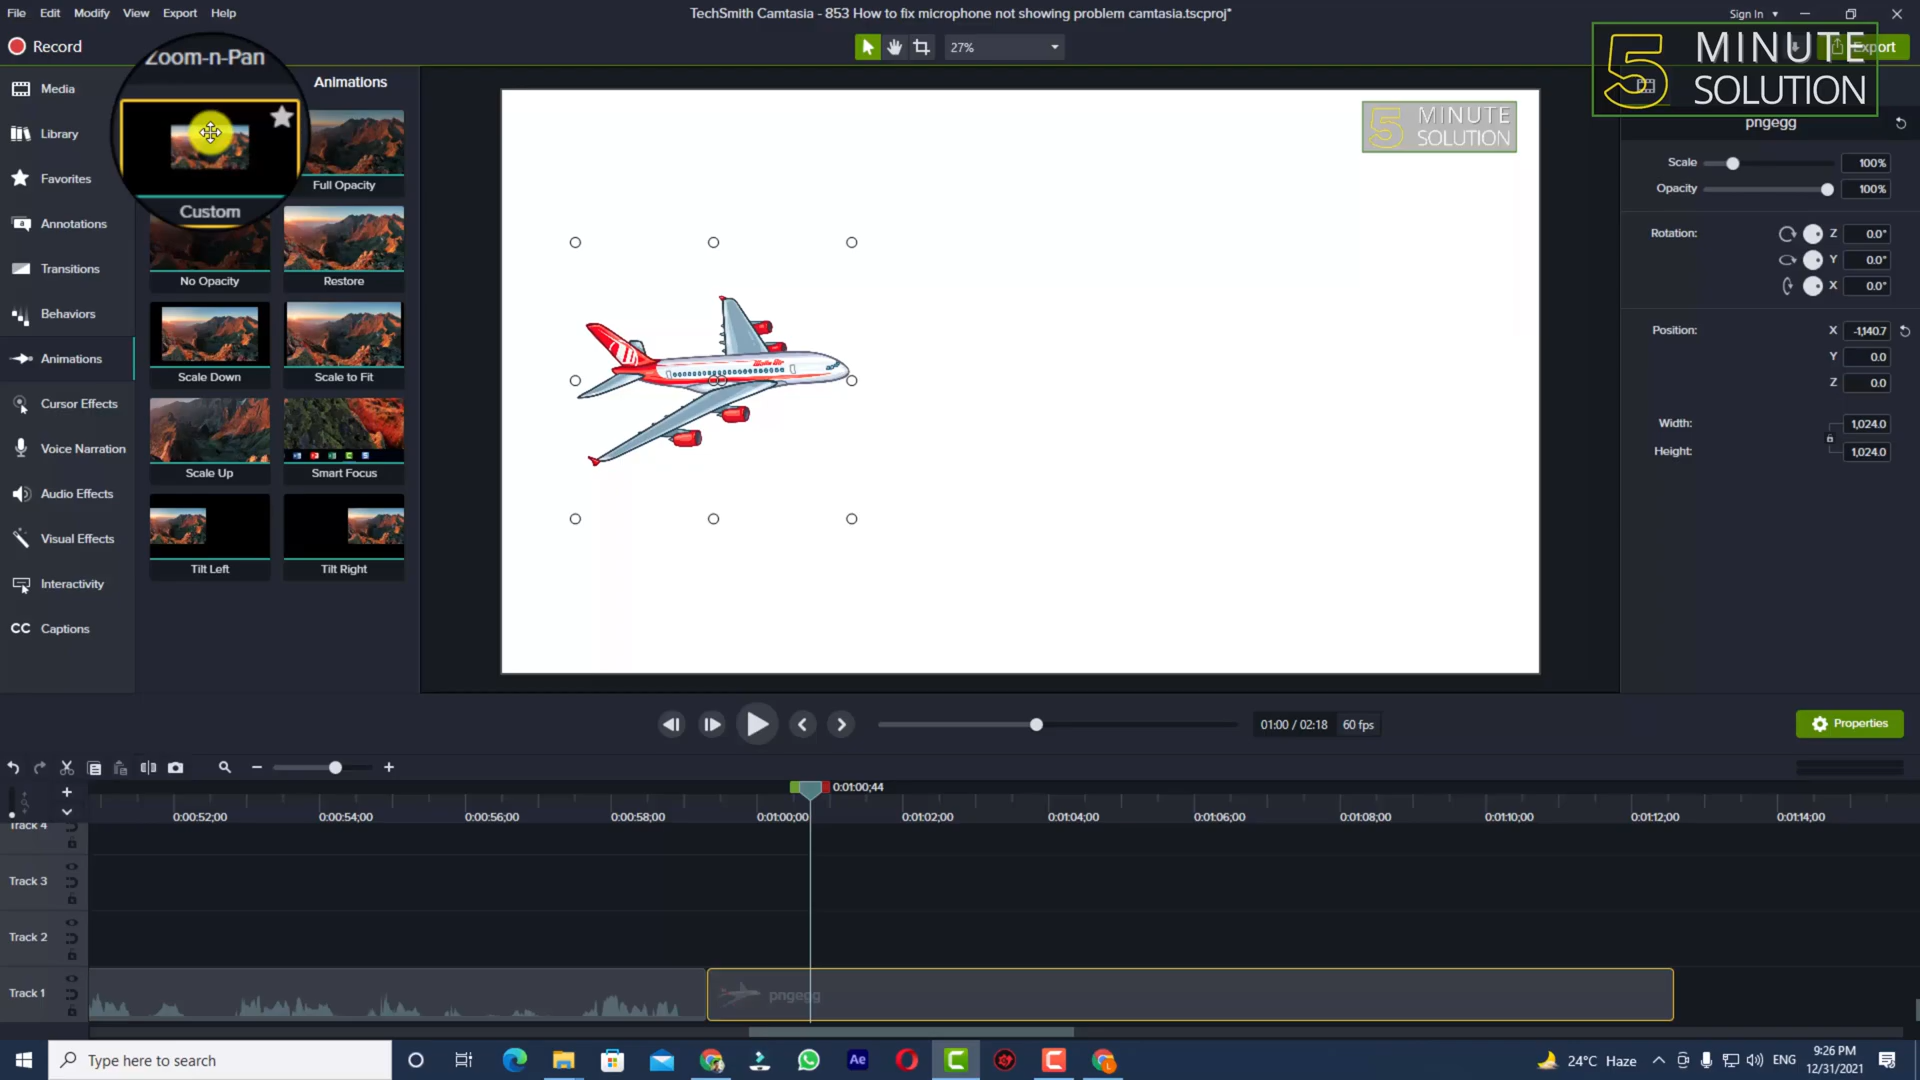 File Edit Modify View Export Help
TechSmith Camtasia - 853 How to fix microphone not showing problem camtasia.tscproj*
Sign In
Record
27%
Export
5 MINUTE
SOLUTION
Zoom-n-Pan
Animations
Media
Library
Favorites
Annotations
Transitions
Behaviors
Animations
Cursor Effects
Voice Narration
Audio Effects
Visual Effects
Interactivity
CC Captions
Custom
Full Opacity
No Opacity
Restore
Scale Down
Scale to Fit
Scale Up
Smart Focus
Tilt Left
Tilt Right
5 MINUTE
SOLUTION
pngegg
Scale 100%
Opacity 100%
Rotation: Z 0.0°
Y 0.0°
X 0.0°
Position: X -1,140.7
Y 0.0
Z 0.0
Width: 1,024.0
Height: 1,024.0
01:00 / 02:18 60 fps
Properties
0:01:00;44
0:00:52;00 0:00:54;00 0:00:56;00 0:00:58;00 0:01:00;00 0:01:02;00 0:01:04;00 0:01:06;00 0:01:08;00 0:01:10;00 0:01:12;00 0:01:14;00
Track 4
Track 3
Track 2
Track 1
pngegg
Type here to search
Ae
24°C Haze
ENG
9:26 PM
12/31/2021